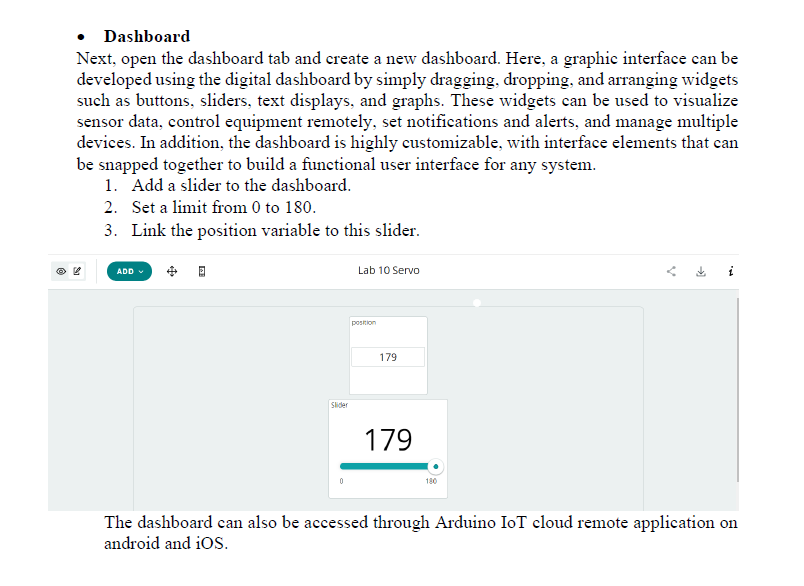 • Dashboard
Next, open the dashboard tab and create a new dashboard. Here, a graphic interface can be
developed using the digital dashboard by simply dragging, dropping, and arranging widgets
such as buttons, sliders, text displays, and graphs. These widgets can be used to visualize
sensor data, control equipment remotely, set notifications and alerts, and manage multiple
devices. In addition, the dashboard is highly customizable, with interface elements that can
be snapped together to build a functional user interface for any system.
1. Add a slider to the dashboard.
2. Set a limit from 0 to 180.
3. Link the position variable to this slider.
ADD Lab 10 Servo
position
179
Slider
179
0 180
The dashboard can also be accessed through Arduino IoT cloud remote application on
android and iOS.